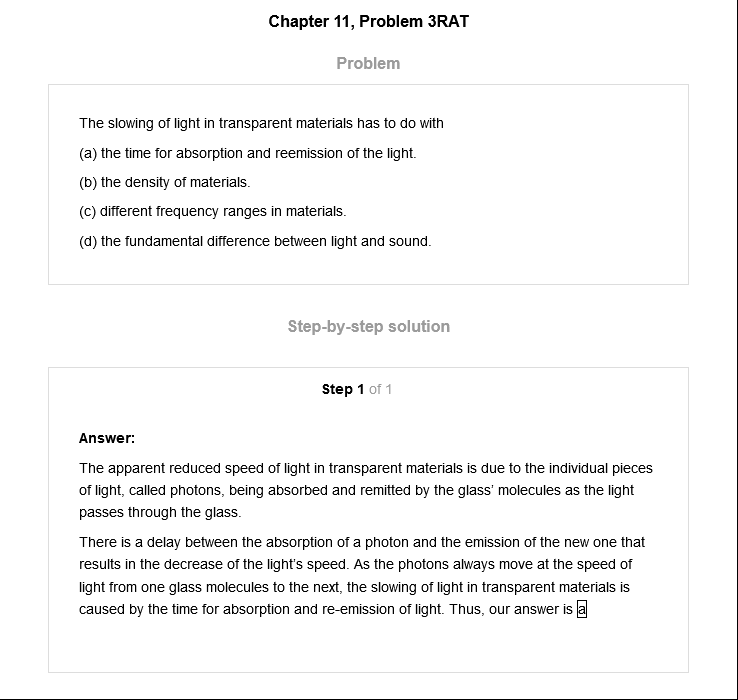 Chapter 11, Problem 3RAT
Problem
The slowing of light in transparent materials has to do with
(a) the time for absorption and reemission of the light.
(b) the density of materials.
(c) different frequency ranges in materials.
(d) the fundamental difference between light and sound.
Step-by-step solution
Step 1 of 1
Answer:
The apparent reduced speed of light in transparent materials is due to the individual pieces
of light, called photons, being absorbed and remitted by the glass' molecules as the light
passes through the glass.
There is a delay between the absorption of a photon and the emission of the new one that
results in the decrease of the light's speed. As the photons always move at the speed of
light from one glass molecules to the next, the slowing of light in transparent materials is
caused by the time for absorption and re-emission of light. Thus, our answer is a